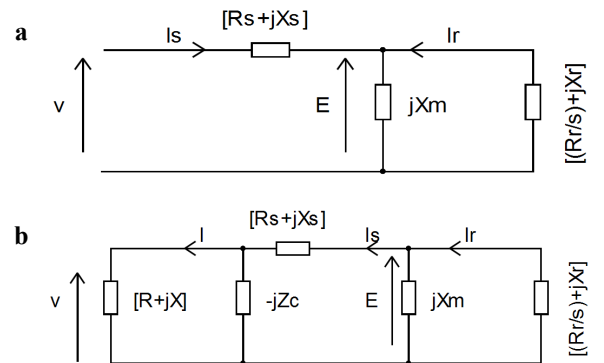 a
[Rs+jXs]
Is
Ir
v
E
jXm
[(Rr/s)+jXr]
b
[Rs+jXs]
I
Is
Ir
v
[R+jX]
-jZc
E
jXm
[(Rr/s)+jXr]